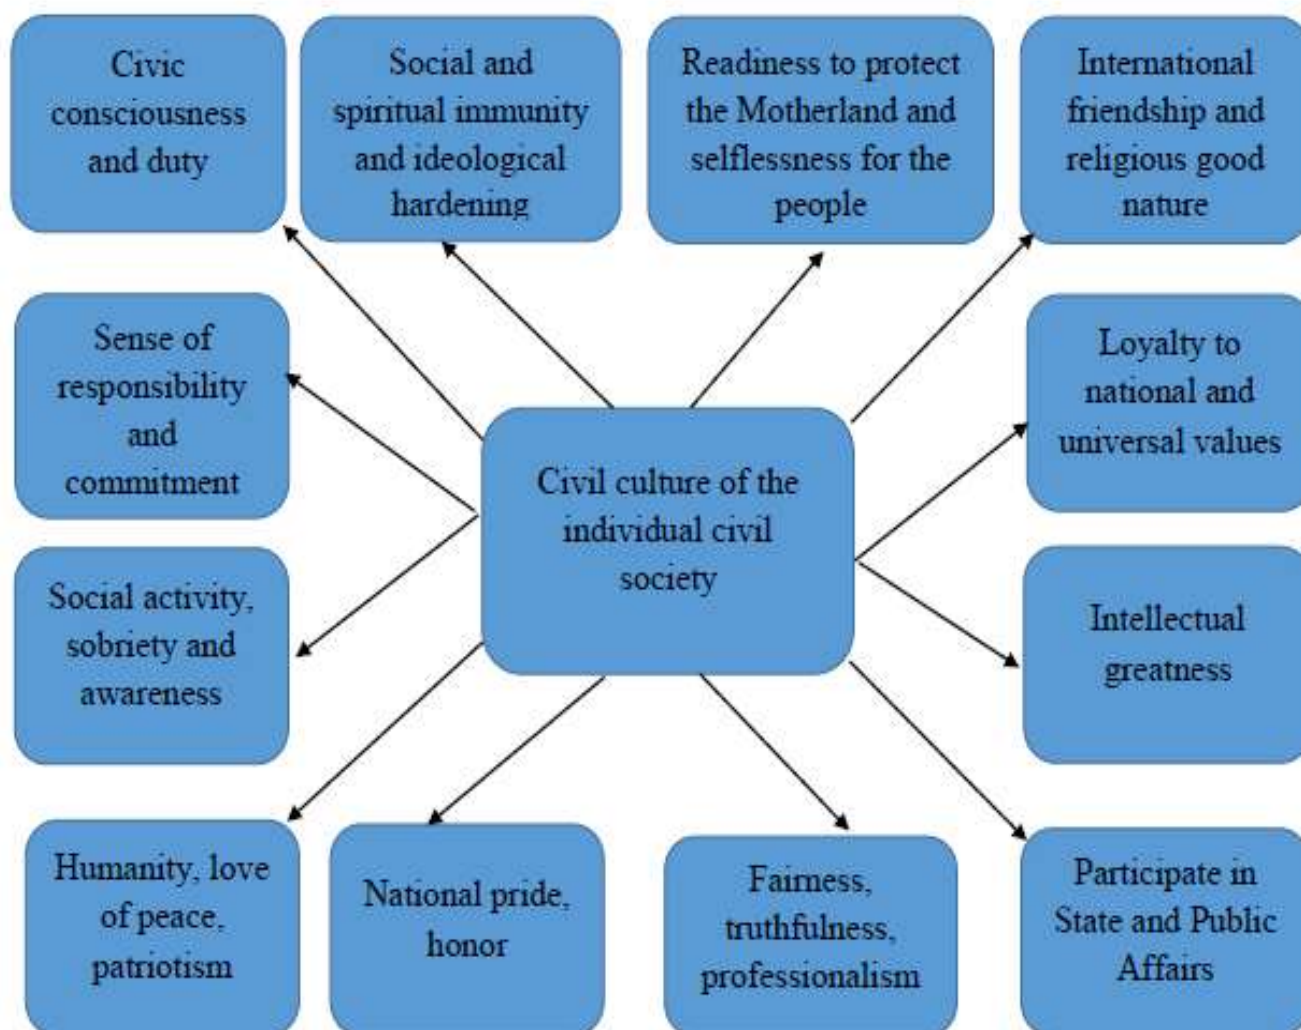 Civic
consciousness
and duty
Social and
spiritual immunity
and ideological
hardening
Readiness to protect
the Motherland and
selflessness for the
people
International
friendship and
religious good
nature
Sense of
responsibility
and
commitment
Loyalty to
national and
universal values
Civil culture of the
individual civil
society
Social activity,
sobriety and
awareness
Intellectual
greatness
Humanity, love
of peace,
patriotism
National pride,
honor
Fairness,
truthfulness,
professionalism
Participate in
State and Public
Affairs